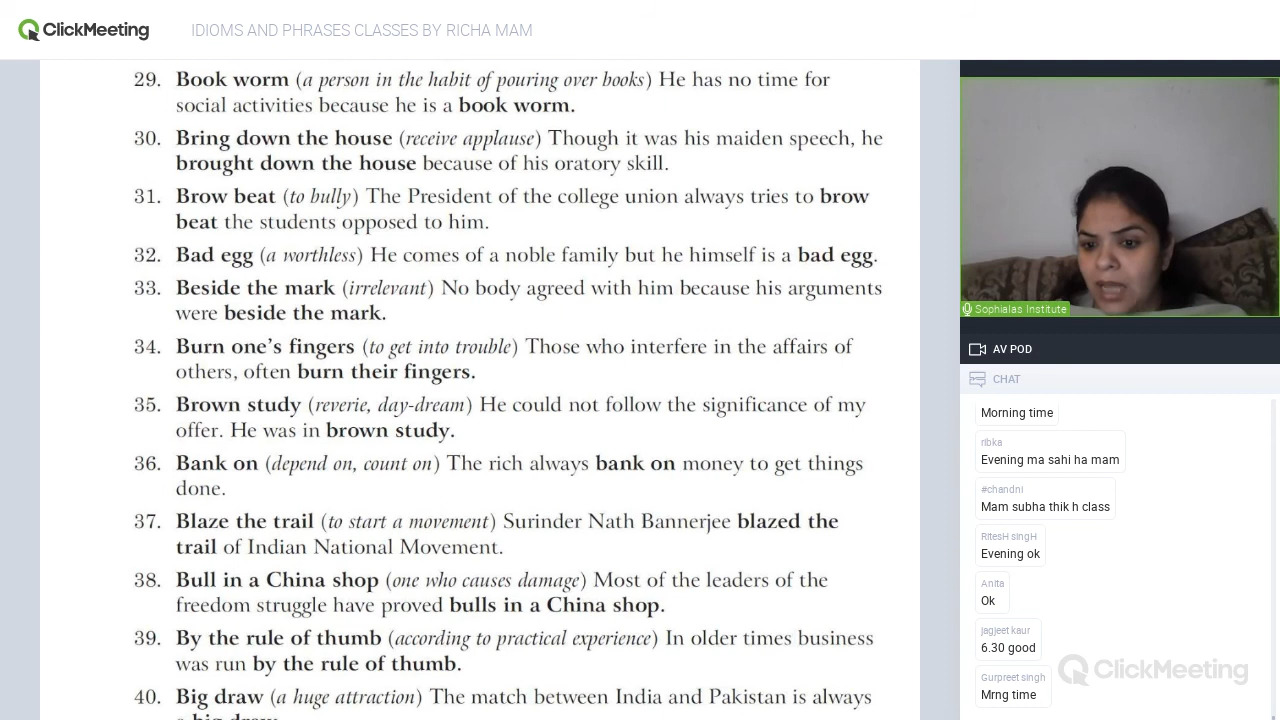 ClickMeeting
IDIOMS AND PHRASES CLASSES BY RICHA MAM
29. Book worm (a person in the habit of pouring over books) He has no time for
social activities because he is a book worm.
30. Bring down the house (receive applause) Though it was his maiden speech, he
brought down the house because of his oratory skill.
31. Brow beat (to bully) The President of the college union always tries to brow
beat the students opposed to him.
32. Bad egg (a worthless) He comes of a noble family but he himself is a bad egg.
33. Beside the mark (irrelevant) No body agreed with him because his arguments
were beside the mark.
34. Burn one's fingers (to get into trouble) Those who interfere in the affairs of
others, often burn their fingers.
35. Brown study (reverie, day-dream) He could not follow the significance of my
offer. He was in brown study.
36. Bank on (depend on, count on) The rich always bank on money to get things
done.
37. Blaze the trail (to start a movement) Surinder Nath Bannerjee blazed the
trail of Indian National Movement.
38. Bull in a China shop (one who causes damage) Most of the leaders of the
freedom struggle have proved bulls in a China shop.
39. By the rule of thumb (according to practical experience) In older times business
was run by the rule of thumb.
40. Big draw (a huge attraction) The match between India and Pakistan is always
a big draw
Sophialas Institute
AV POD
CHAT
Morning time
ribka
Evening ma sahi ha mam
#chandni
Mam subha thik h class
RitesH singH
Evening ok
Anita
Ok
jagjeet kaur
6.30 good
Gurpreet singh
Mrng time
ClickMeeting